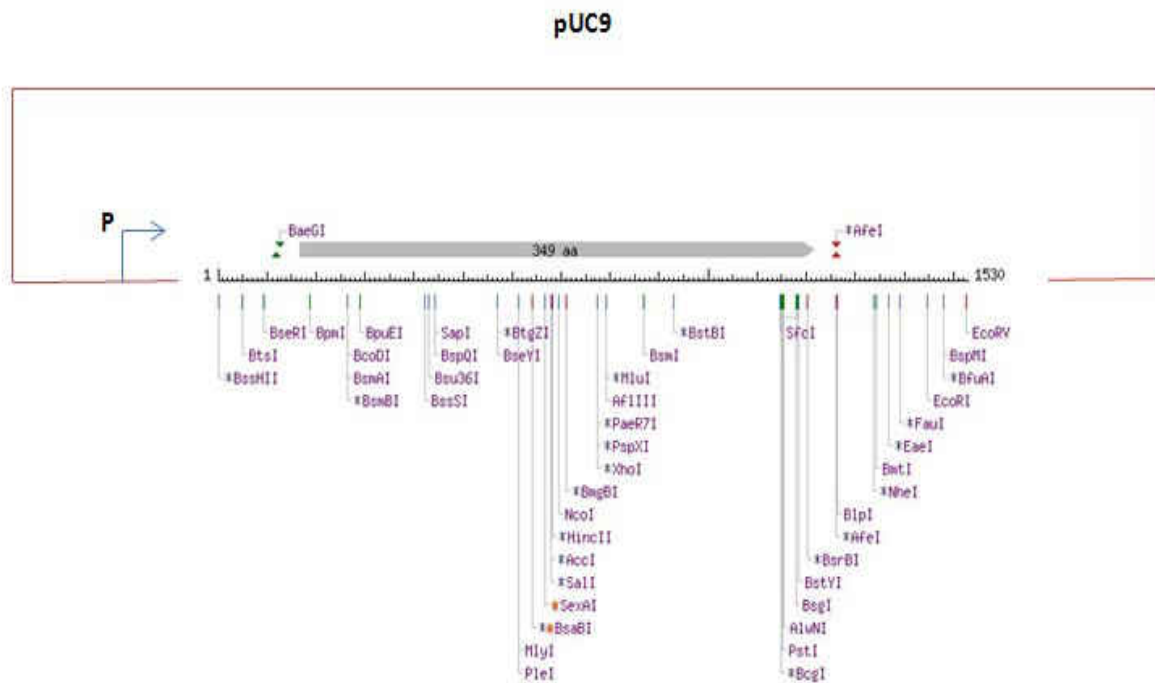 pUC9
P
BaeGI
*AfeI
349 aa
1
1530
BseRI
BpmI
BpuEI
SapI
*BtgZI
*BstBI
SfcI
EcoRV
BtsI
BcoDI
BspQI
BseYI
BsmI
BspMI
*BssHII
BsmAI
Bsu36I
*MluI
*BfuAI
*BsmBI
BssSI
AflIII
EcoRI
*PaeR7I
*FauI
*PspXI
*EaeI
*XhoI
BmtI
*BmgBI
*NheI
NcoI
BlpI
*HincII
*AfeI
*AccI
*BsrBI
*SalI
BstYI
SexAI
BsgI
*BsaBI
AlwNI
MlyI
PstI
PleI
*BcgI